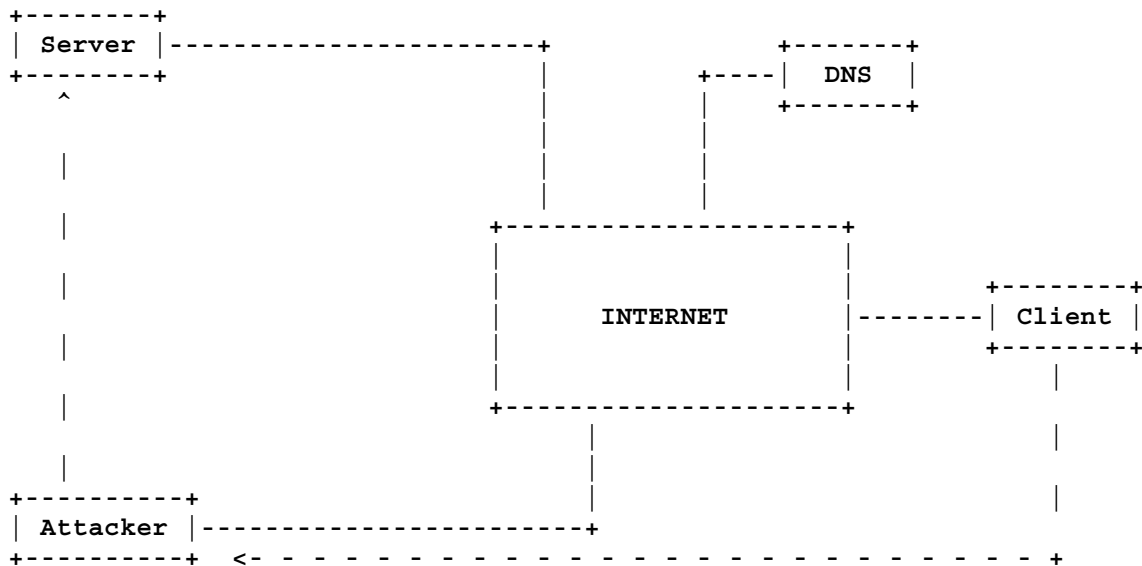 Server
DNS
INTERNET
Client
Attacker